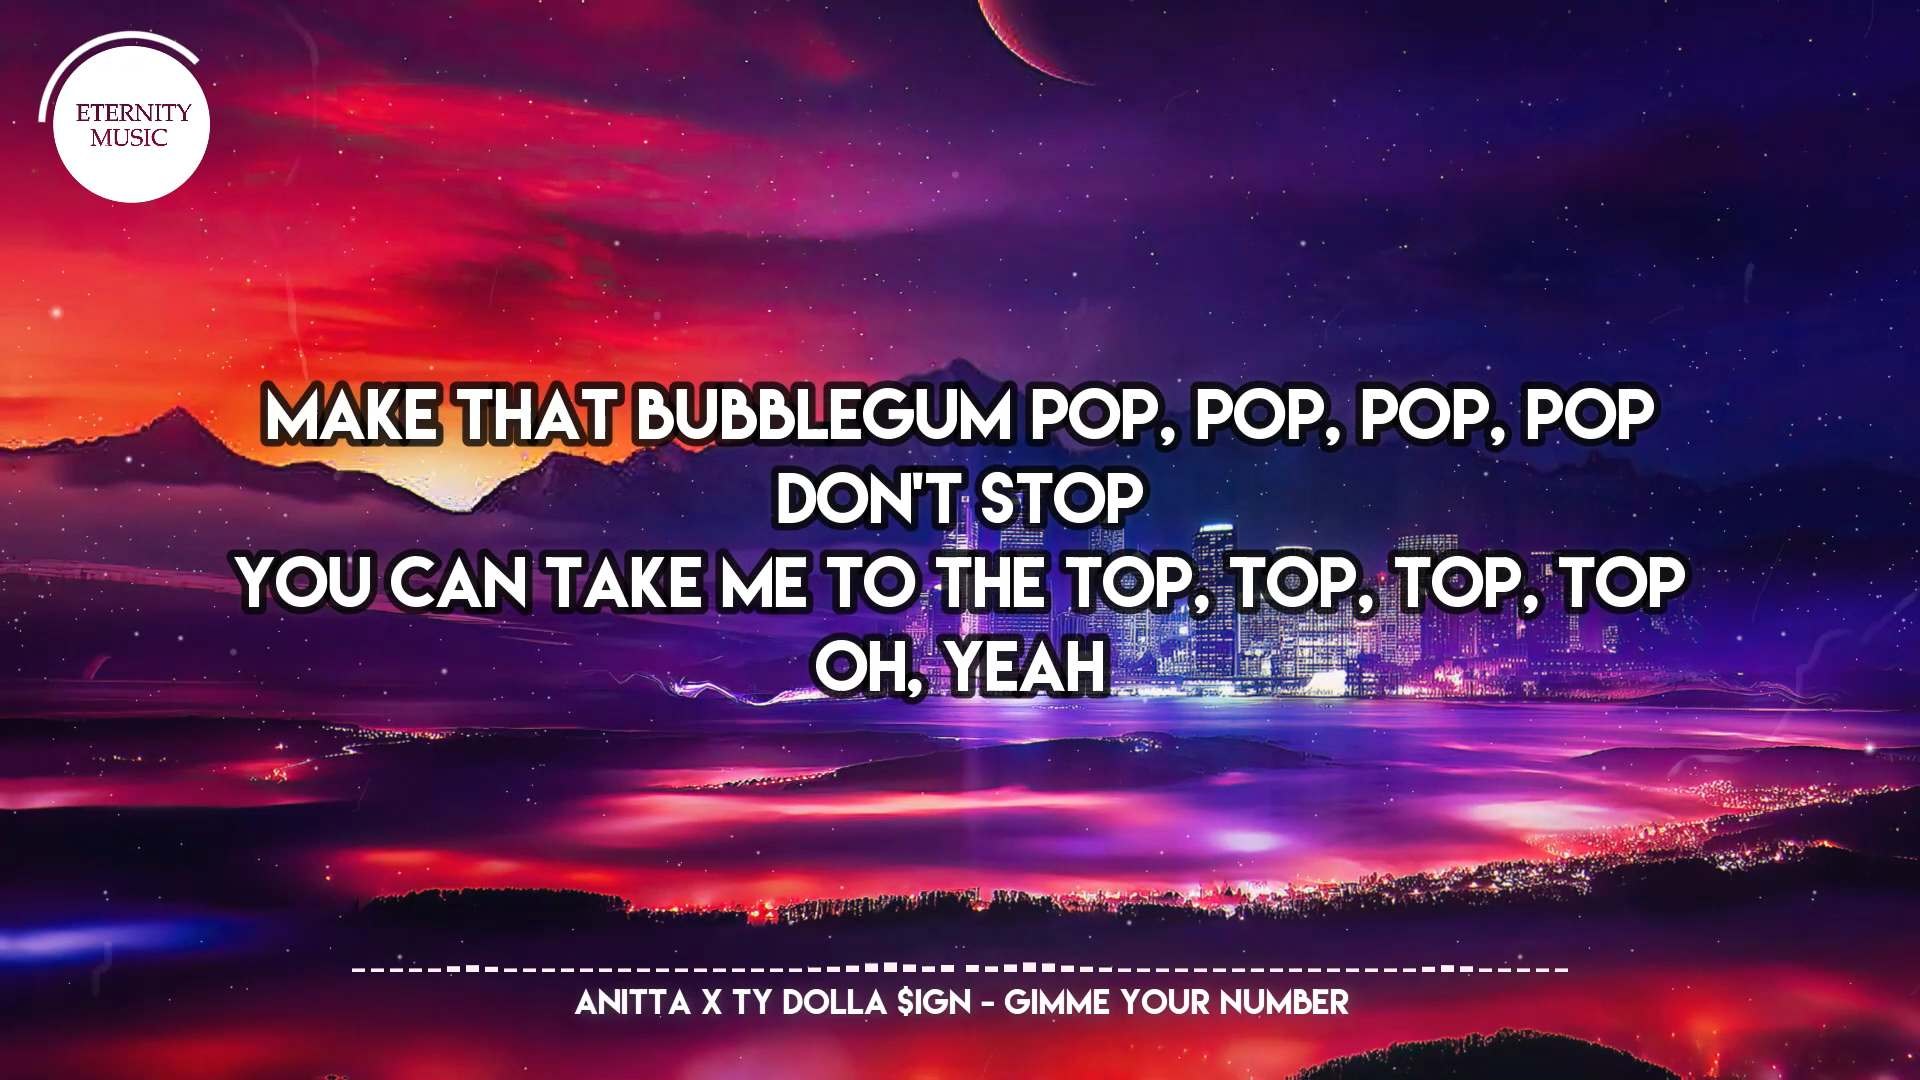 ETERNITY
MUSIC
MAKE THAT BUBBLEGUM POP, POP, POP, POP
DON'T STOP
YOU CAN TAKE ME TO THE TOP, TOP, TOP, TOP
OH, YEAH
ANITTA X TY DOLLA $IGN - GIMME YOUR NUMBER